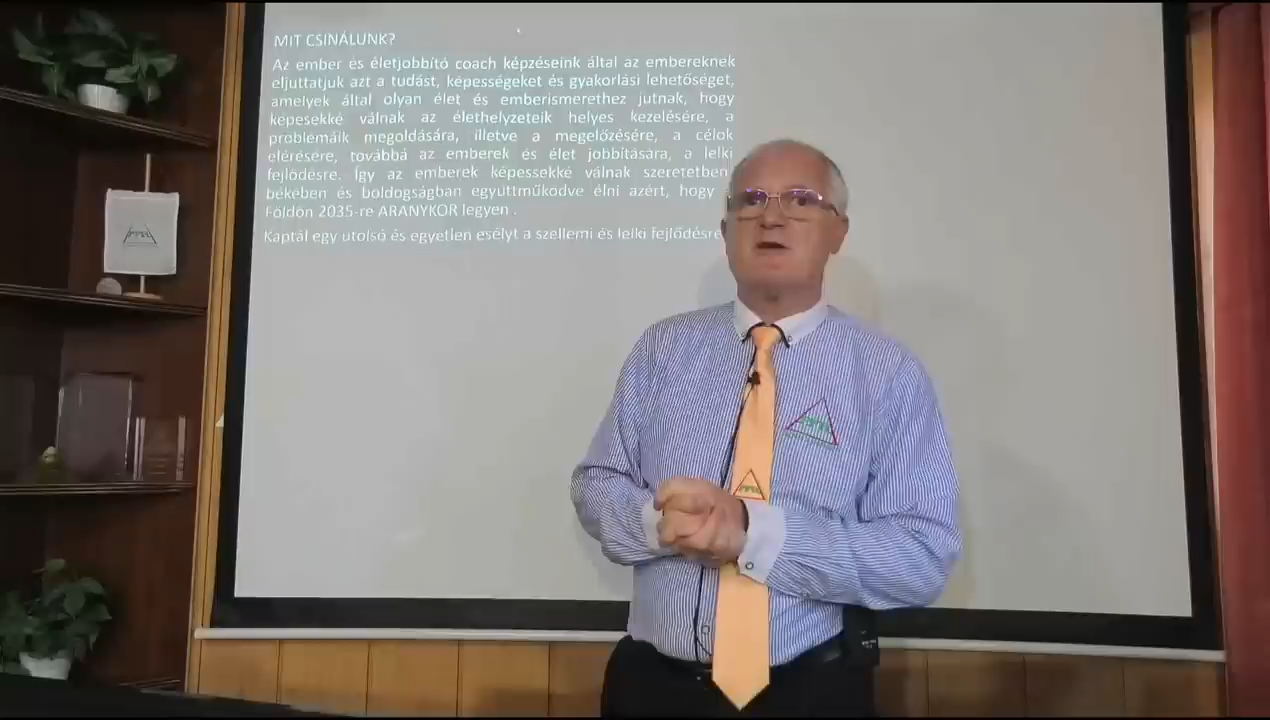 MIT CSINÁLUNK?
Az ember és életjobbító coach képzéseink által az embereknek
eljuttatjuk azt a tudást, képességeket és gyakorlási lehetőséget,
amelyek által olyan élet és emberismerethez jutnak, hogy
képesekké válnak az élethelyzeteik helyes kezelésére, a
problémáik megoldására, illetve a megelőzésére, a célok
elérésére, továbbá az emberek és élet jobbítására, a lelki
fejlődésre. Így az emberek képessekké válnak szeretetben
békében és boldogságban együttműködve élni azért, hogy
Földön 2035-re ARANYKOR legyen .
Kaptál egy utolsó és egyetlen esélyt a szellemi és lelki fejlődésre